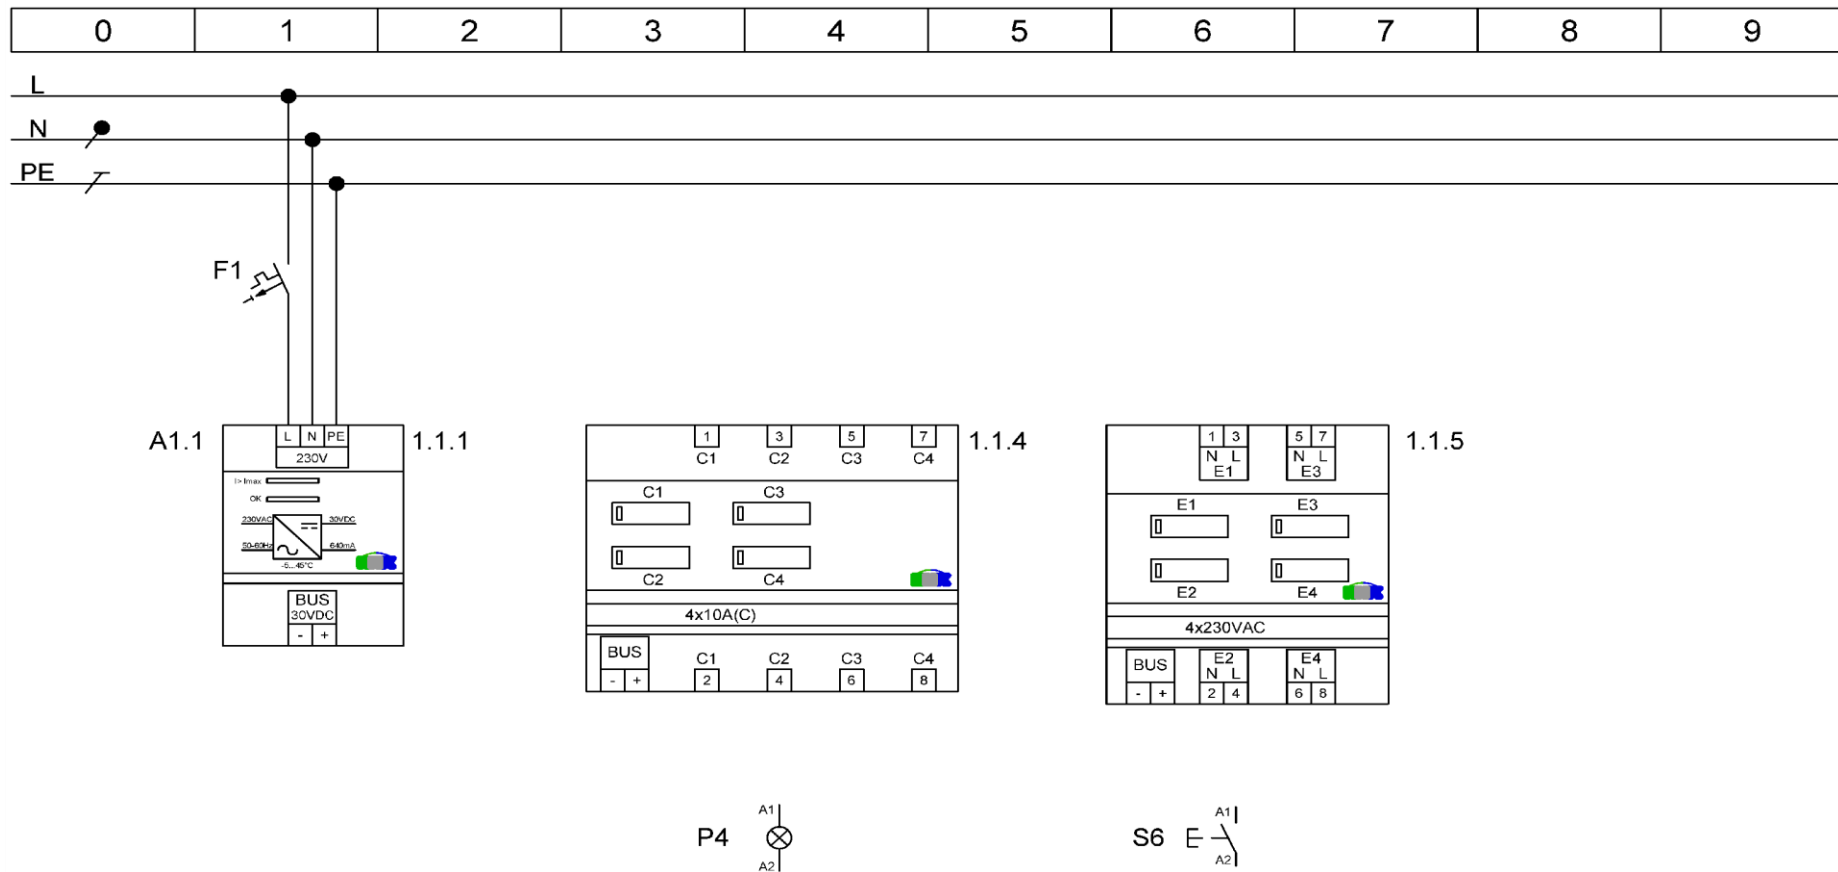 0 1 2 3 4 5 6 7 8 9
L
N
PE
F1
A1.1
L N PE
230V
1.1.1
I> Imax
OK
230VAC
30VDC
50-60Hz
640mA
-5...45°C
BUS
30VDC
- +
1 3 5 7
C1 C2 C3 C4
1.1.4
C1 C3
C2 C4
4x10A(C)
BUS
- +
C1 C2 C3 C4
2 4 6 8
1 3 5 7
N L N L
E1 E3
1.1.5
E1 E3
E2 E4
4x230VAC
BUS
- +
E2 E4
N L N L
2 4 6 8
A1
P4
A2
A1
S6
A2